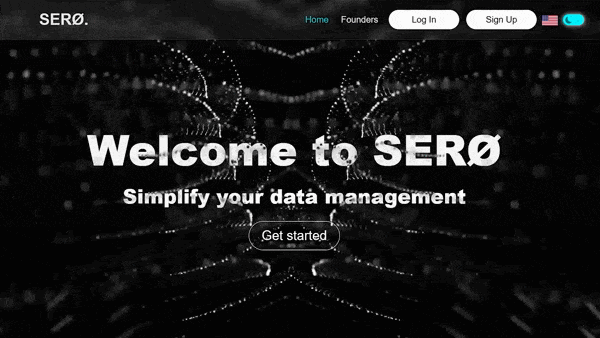 SERØ.
Home
Founders
Log In
Sign Up
Welcome to SERØ
Simplify your data management
Get started